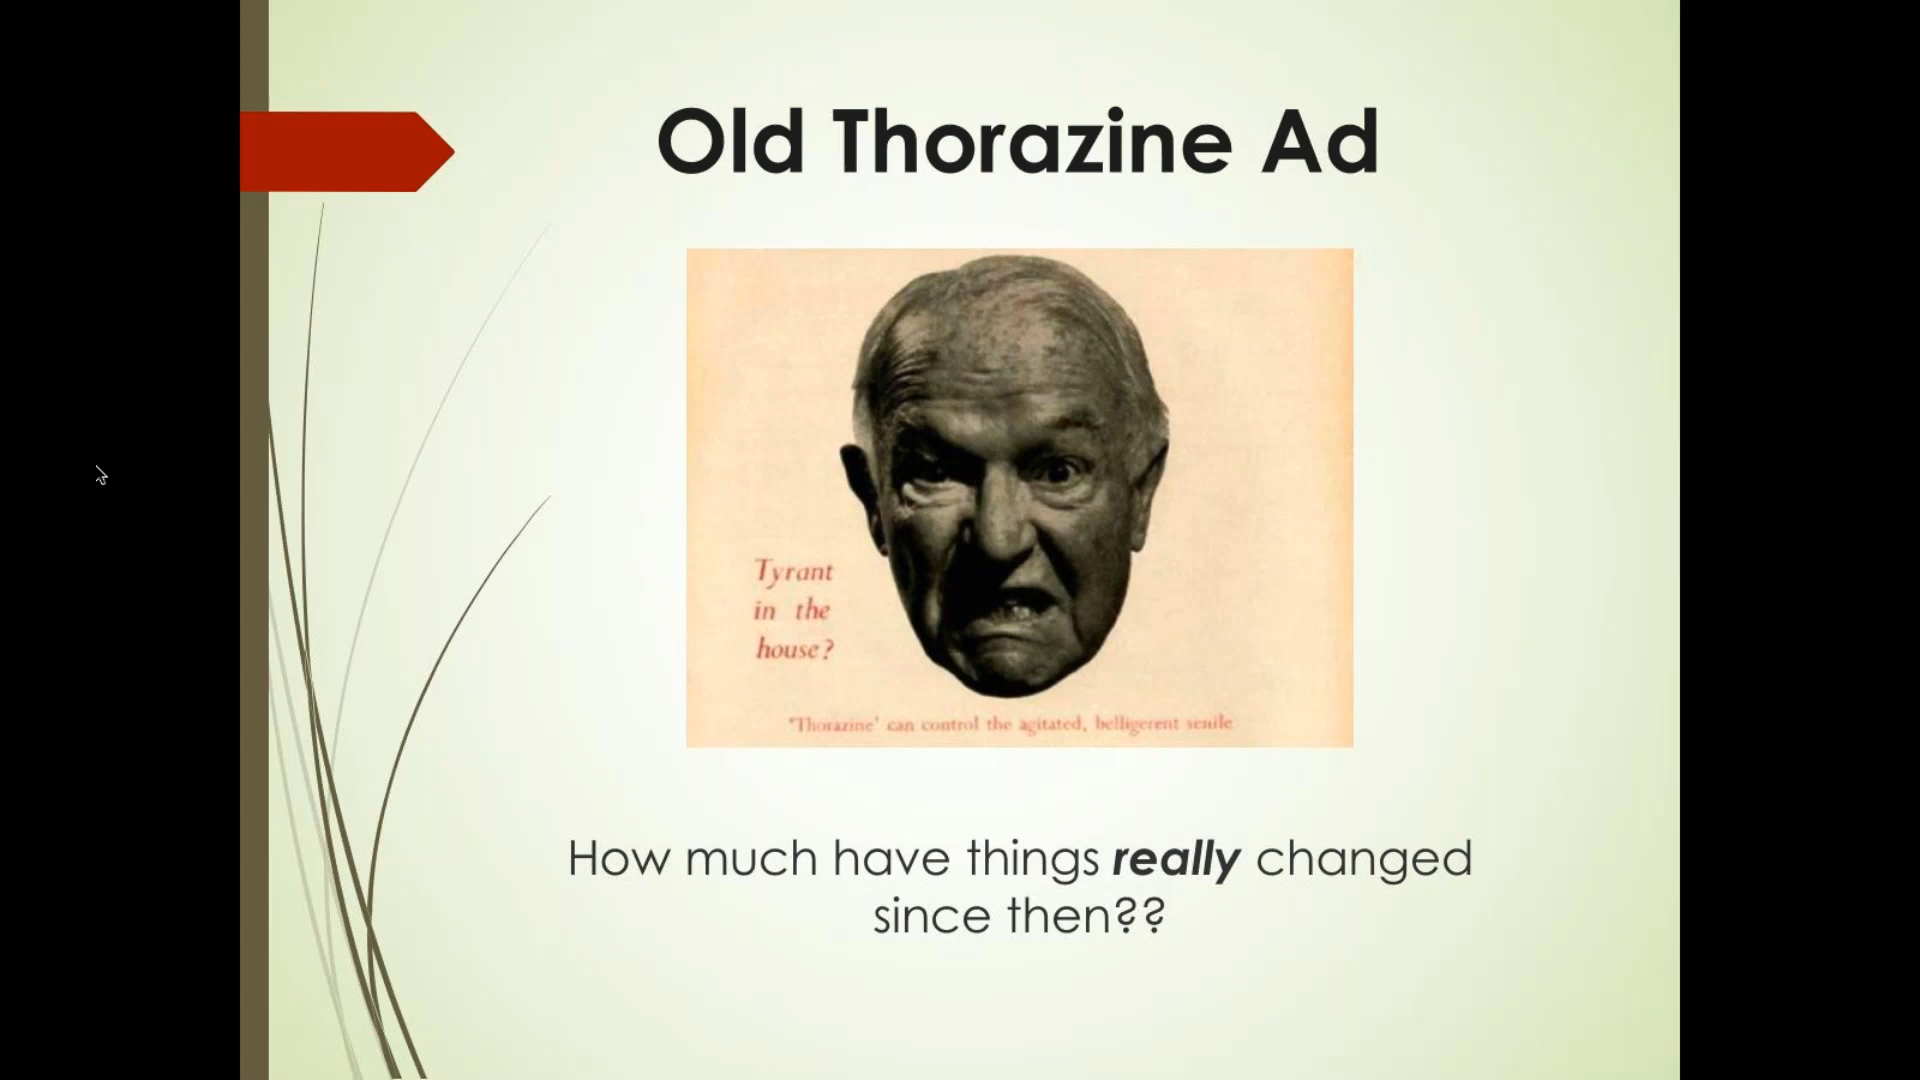 Old Thorazine Ad
Tyrant
in the
house?
'Thorazine' can control the agitated, belligerent senile
How much have things really changed
since then??